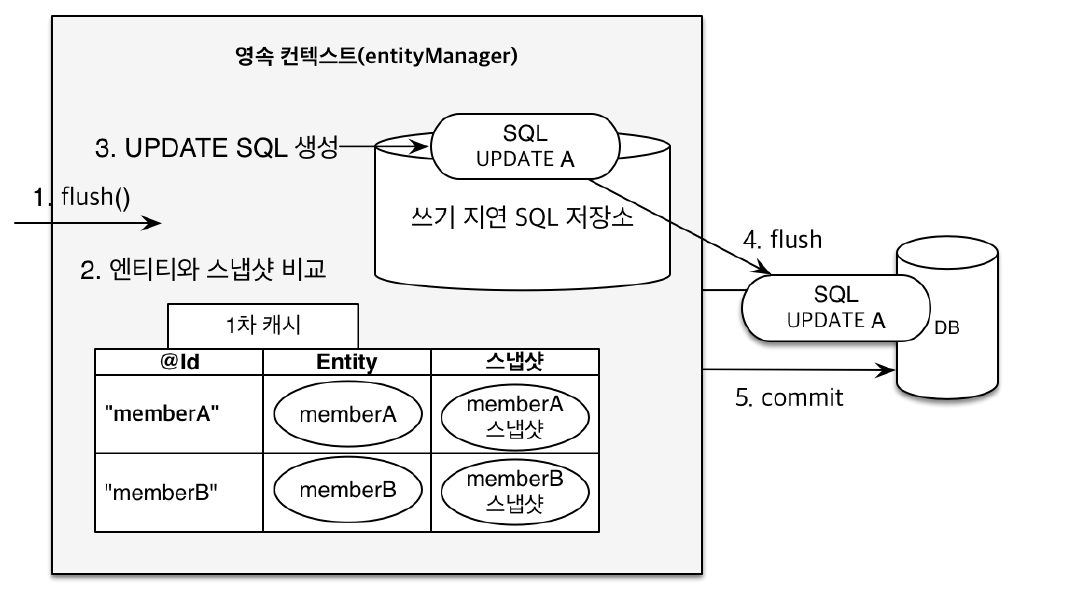 영속 컨텍스트(entityManager)
3. UPDATE SQL 생성
SQL
UPDATE A
1. flush()
쓰기 지연 SQL 저장소
2. 엔티티와 스냅샷 비교
4. flush
SQL
UPDATE A
DB
5. commit
1차 캐시
@Id Entity 스냅샷
"memberA" memberA memberA
스냅샷
"memberB" memberB memberB
스냅샷